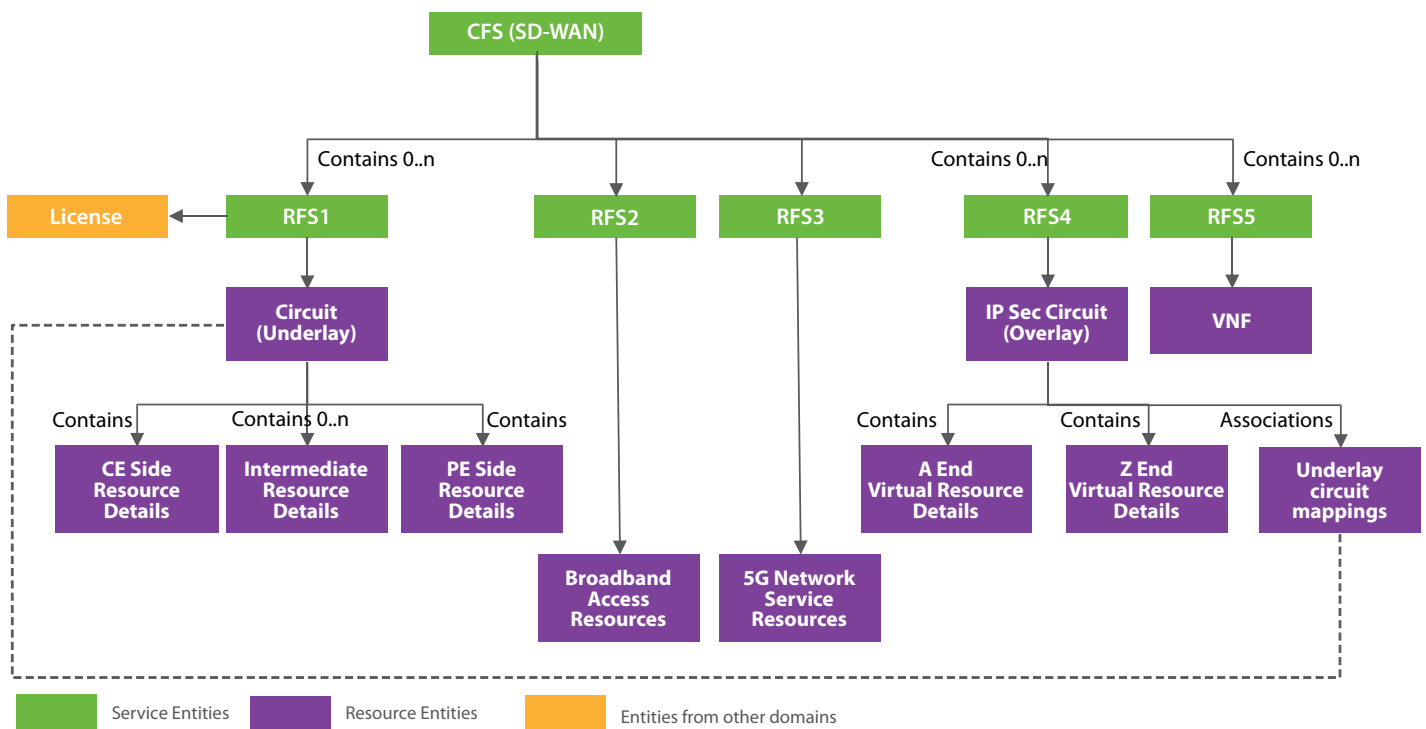 CFS (SD-WAN)
Contains 0..n
Contains 0..n
Contains 0..n
License
RFS1
RFS2
RFS3
RFS4
RFS5
Circuit
(Underlay)
IP Sec Circuit
(Overlay)
VNF
Contains
Contains 0..n
Contains
Contains
Contains
Associations
CE Side
Resource
Details
Intermediate
Resource
Details
PE Side
Resource
Details
A End
Virtual Resource
Details
Z End
Virtual Resource
Details
Underlay
circuit
mappings
Broadband
Access
Resources
5G Network
Service
Resources
Service Entities
Resource Entities
Entities from other domains